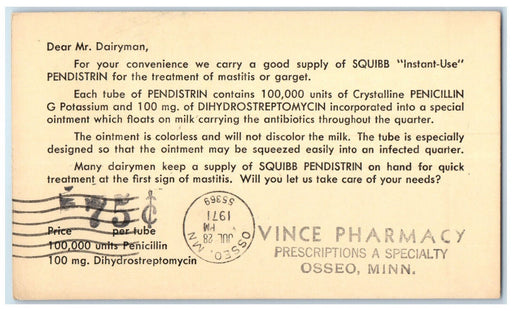 Dear Mr. Dairyman,
For your convenience we carry a good supply of SQUIBB "Instant-Use"
PENDISTRIN for the treatment of mastitis or garget.
Each tube of PENDISTRIN contains 100,000 units of Crystalline PENICILLIN
G Potassium and 100 mg. of DIHYDROSTREPTOMYCIN incorporated into a special
ointment which floats on milk carrying the antibiotics throughout the quarter.
The ointment is colorless and will not discolor the milk. The tube is especially
designed so that the ointment may be squeezed easily into an infected quarter.
Many dairymen keep a supply of SQUIBB PENDISTRIN on hand for quick
treatment at the first sign of mastitis. Will you let us take care of your needs?
75¢
Price per tube
100,000 units Penicillin
100 mg. Dihydrostreptomycin
OSSEO, MN
JUL 28
PM
1971
55369
VINCE PHARMACY
PRESCRIPTIONS A SPECIALTY
OSSEO, MINN.